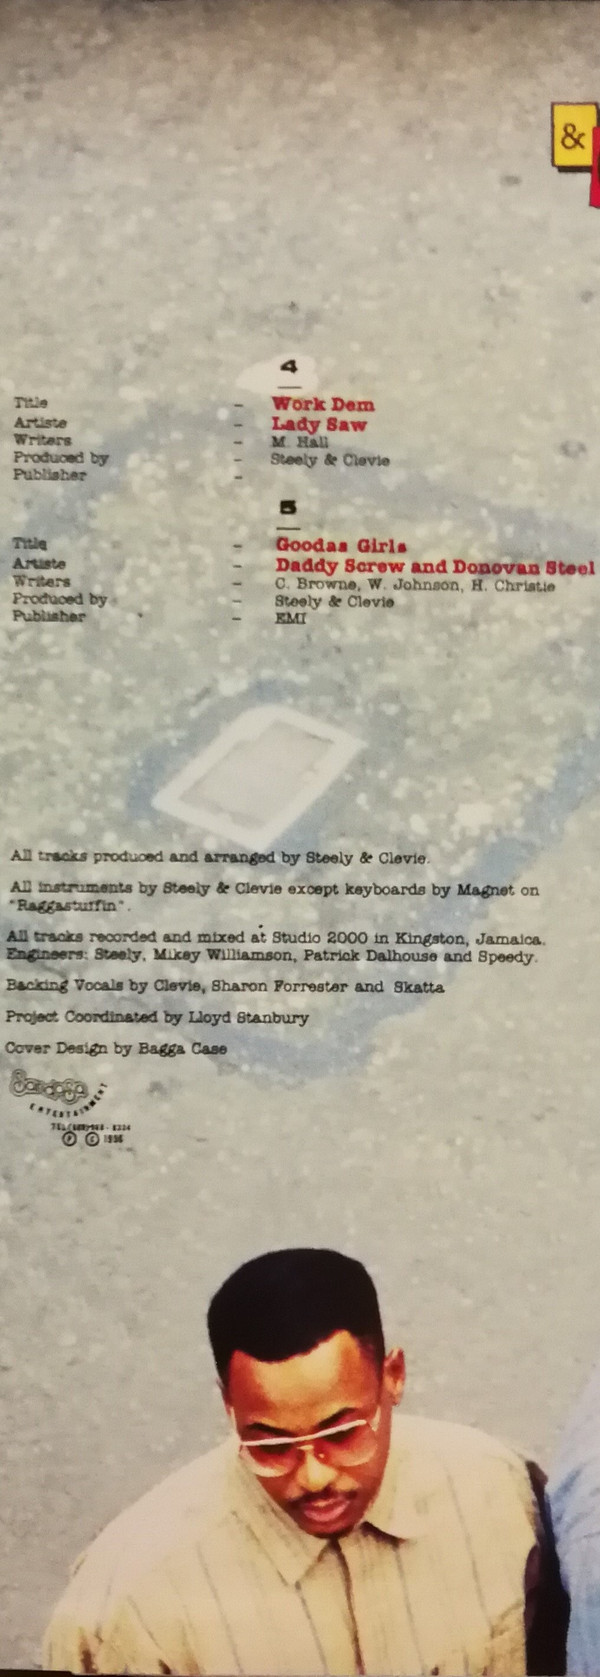 &
4
Title - Work Dem
Artiste - Lady Saw
Writers - M. Hall
Produced by - Steely & Clevie
Publisher -
5
Title - Goodas Girls
Artiste - Daddy Screw and Donovan Steel
Writers - C. Browne, W. Johnson, H. Christie
Produced by - Steely & Clevie
Publisher - EMI
All tracks produced and arranged by Steely & Clevie.
All instruments by Steely & Clevie except keyboards by Magnet on
"Raggastuffin".
All tracks recorded and mixed at Studio 2000 in Kingston, Jamaica.
Engineers: Steely, Mikey Williamson, Patrick Dalhouse and Speedy.
Backing Vocals by Clevie, Sharon Forrester and Skatta
Project Coordinated by Lloyd Stanbury
Cover Design by Bagga Case
ENTERTAINMENT
Ⓟ © 1996